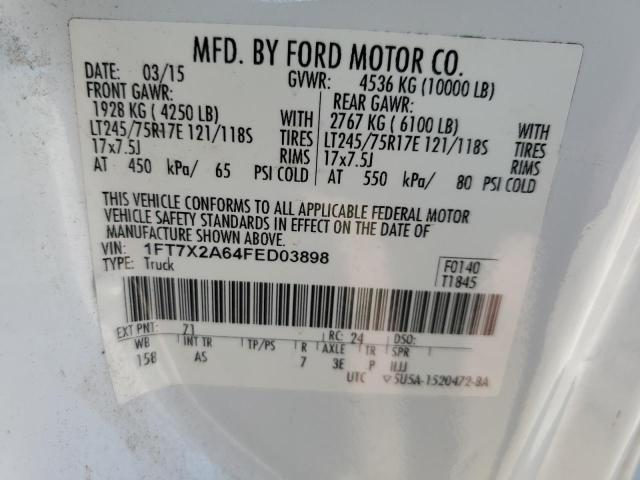 MFD. BY FORD MOTOR CO.
DATE: 03/15 GVWR: 4536 KG (10000 LB)
FRONT GAWR: REAR GAWR:
1928 KG ( 4250 LB) WITH 2767 KG ( 6100 LB) WITH
LT245/75R17E 121/118S TIRES LT245/75R17E 121/118S TIRES
17x7.5J RIMS 17x7.5J RIMS
AT 450 kPa/ 65 PSI COLD AT 550 kPa/ 80 PSI COLD
THIS VEHICLE CONFORMS TO ALL APPLICABLE FEDERAL MOTOR
VEHICLE SAFETY STANDARDS IN EFFECT ON THE DATE OF
MANUFACTURE SHOWN ABOVE.
VIN: 1FT7X2A64FED03898
TYPE: Truck
F0140
T1845
EXT PNT: Z1 RC: 24 DSO:
WB INT TR TP/PS R AXLE TR SPR
158 AS 7 3E P
UTC 5U5A-1520472-BA